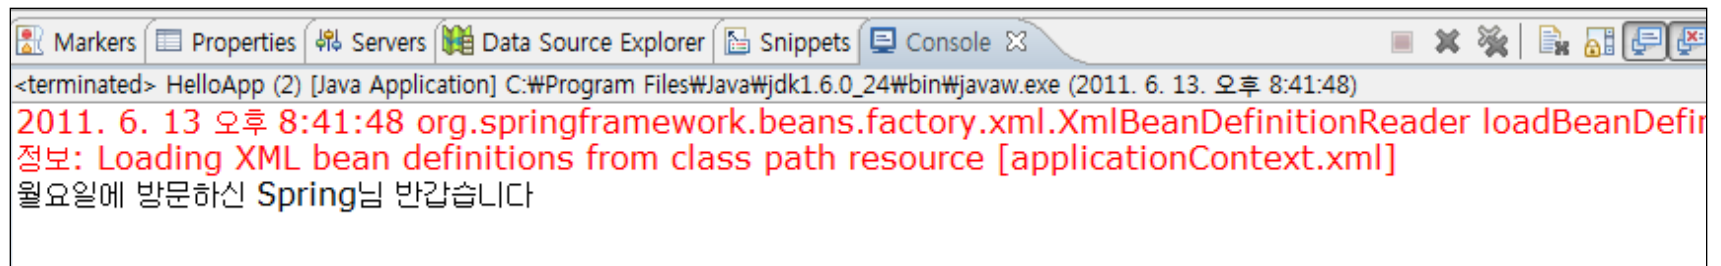 Markers Properties Servers Data Source Explorer Snippets Console
<terminated> HelloApp (2) [Java Application] C:₩Program Files₩Java₩jdk1.6.0_24₩bin₩javaw.exe (2011. 6. 13. 오후 8:41:48)
2011. 6. 13 오후 8:41:48 org.springframework.beans.factory.xml.XmlBeanDefinitionReader loadBeanDefin
정보: Loading XML bean definitions from class path resource [applicationContext.xml]
월요일에 방문하신 Spring님 반갑습니다